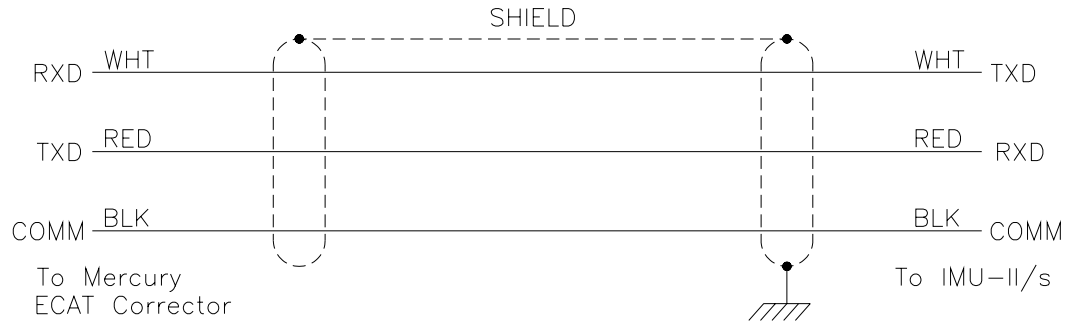 SHIELD
RXD WHT WHT TXD
TXD RED RED RXD
COMM BLK BLK COMM
To Mercury
ECAT Corrector
To IMU-II/s